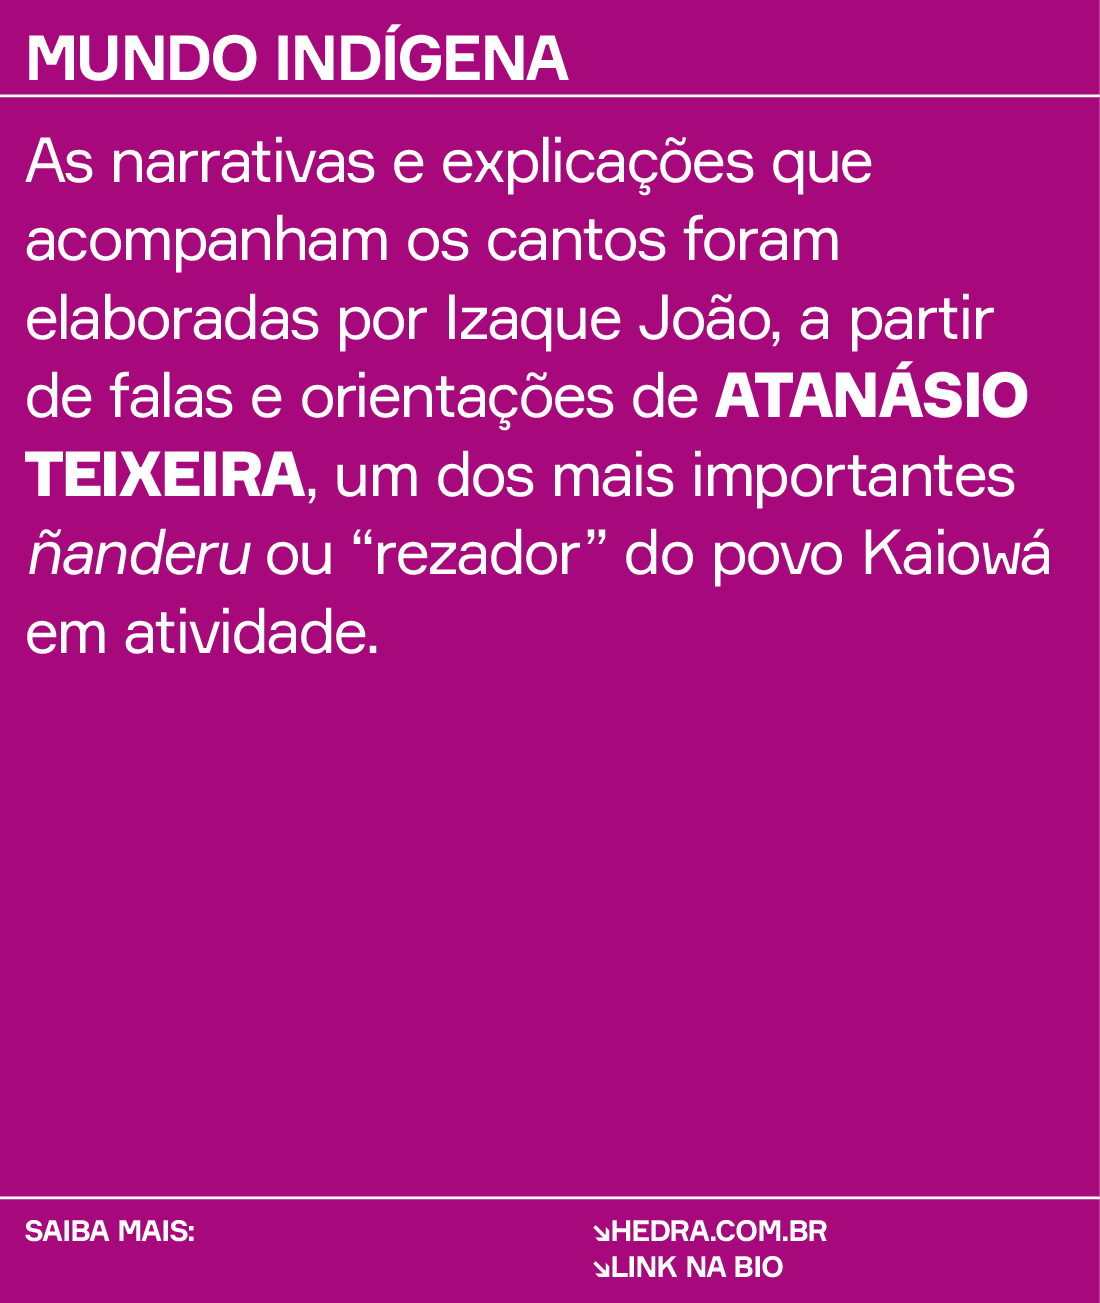 MUNDO INDÍGENA
As narrativas e explicações que
acompanham os cantos foram
elaboradas por Izaque João, a partir
de falas e orientações de ATANÁSIO
TEIXEIRA, um dos mais importantes
ñanderu ou “rezador” do povo Kaiowá
em atividade.
SAIBA MAIS:
↘HEDRA.COM.BR
↘LINK NA BIO